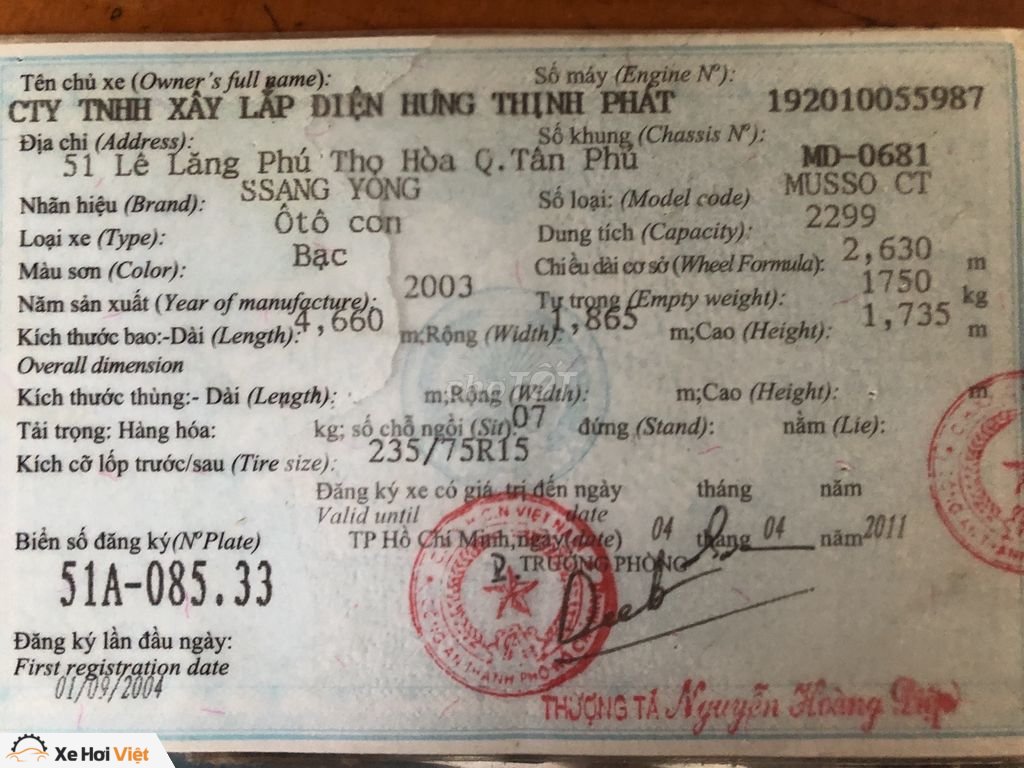 Tên chủ xe (Owner's full name): Số máy (Engine Nº):
CTY TNHH XÂY LẮP ĐIỆN HƯNG THỊNH PHÁT 192010055987
Địa chỉ (Address): Số khung (Chassis Nº):
51 Lê Lăng Phú Thọ Hòa Q.Tân Phú MD-0681
Nhãn hiệu (Brand): SSANG YONG Số loại: (Model code) MUSSO CT
Loại xe (Type): Ôtô con Dung tích (Capacity): 2299
Màu sơn (Color): Bạc Chiều dài cơ sở (Wheel Formula): 2,630 m
Năm sản xuất (Year of manufacture): 2003 Tự trọng (Empty weight): 1750 kg
Kích thước bao:-Dài (Length): 4,660 m;Rộng (Width): 1,865 m;Cao (Height): 1,735 m
Overall dimension
Kích thước thùng:- Dài (Length): m;Rộng (Width): m;Cao (Height): m
Tải trọng: Hàng hóa: kg; số chỗ ngồi (Sit): 07 đứng (Stand): nằm (Lie):
Kích cỡ lốp trước/sau (Tire size): 235/75R15
Đăng ký xe có giá trị đến ngày tháng năm
Valid until date
Biển số đăng ký(NºPlate) TP Hồ Chí Minh,ngày(date) 04 tháng 04 năm 2011
2. TRƯỞNG PHÒNG
51A-085.33
Đăng ký lần đầu ngày:
First registration date
01/09/2004
THƯỢNG TÁ Nguyễn Hoàng Diệp
Xe Hơi Việt
chợTỐT